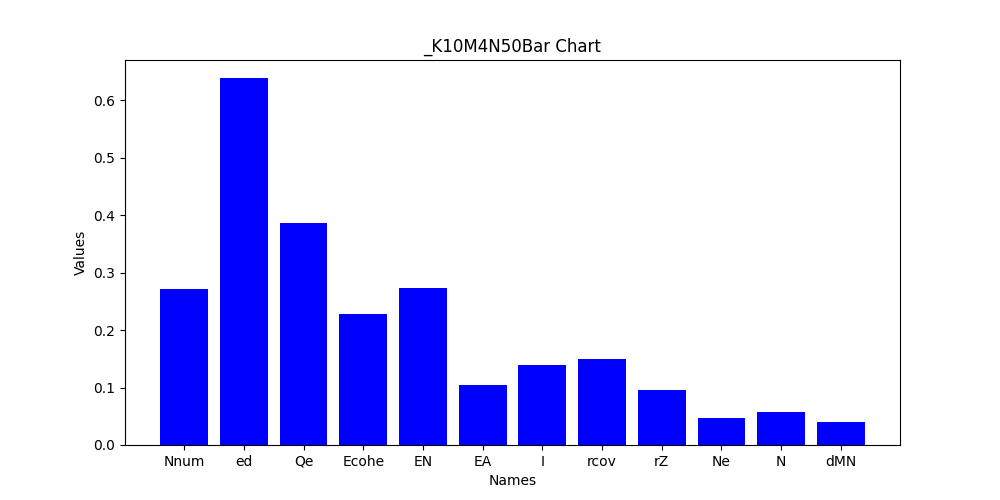 _K10M4N50Bar Chart
Values
0.6
0.5
0.4
0.3
0.2
0.1
0.0
Nnum ed Qe Ecohe EN EA I rcov rZ Ne N dMN
Names